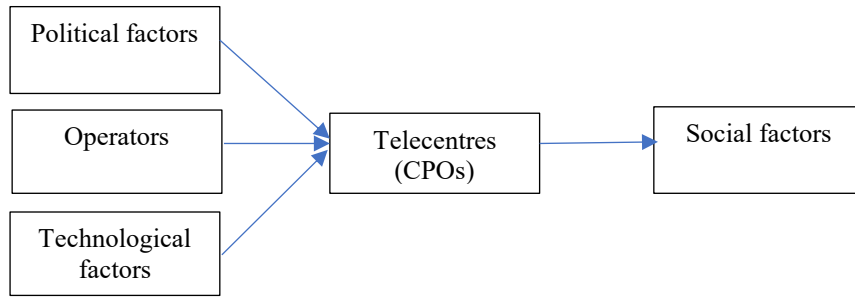 Political factors
Operators
Technological
factors
Telecentres
(CPOs)
Social factors